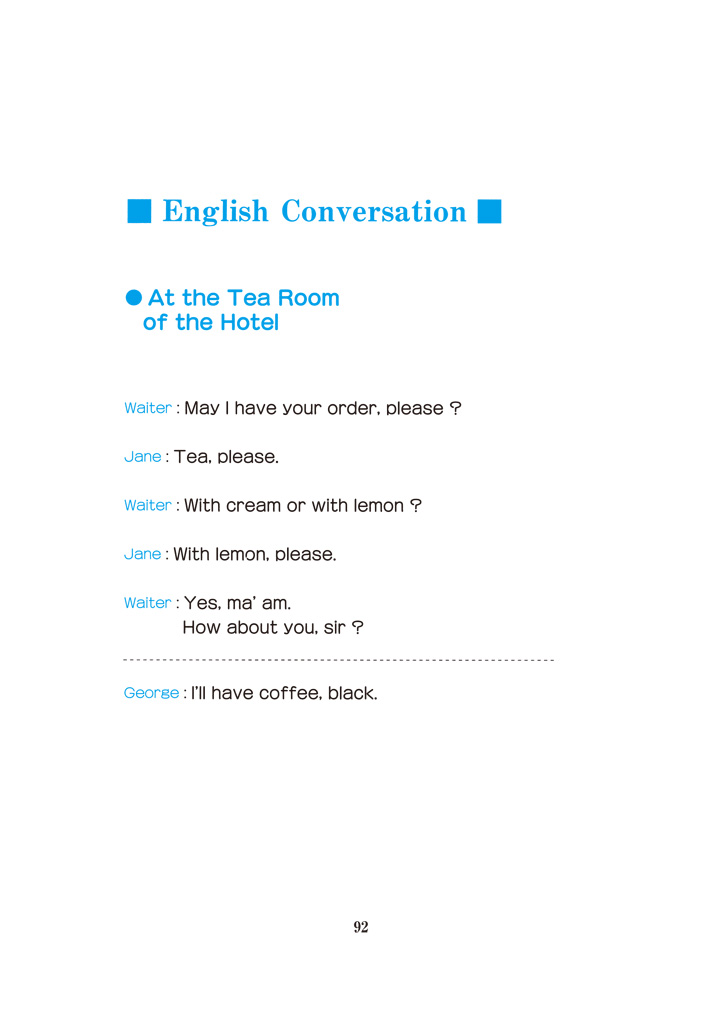 ■ English Conversation ■
● At the Tea Room
of the Hotel
Waiter : May I have your order, please ?
Jane : Tea, please.
Waiter : With cream or with lemon ?
Jane : With lemon, please.
Waiter : Yes, ma' am.
How about you, sir ?
George : I'll have coffee, black.
92